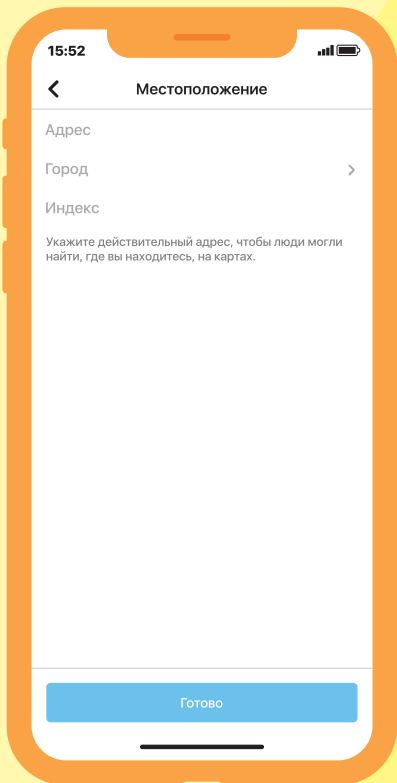 15:52
Местоположение
Адрес
Город
Индекс
Укажите действительный адрес, чтобы люди могли
найти, где вы находитесь, на картах.
Готово